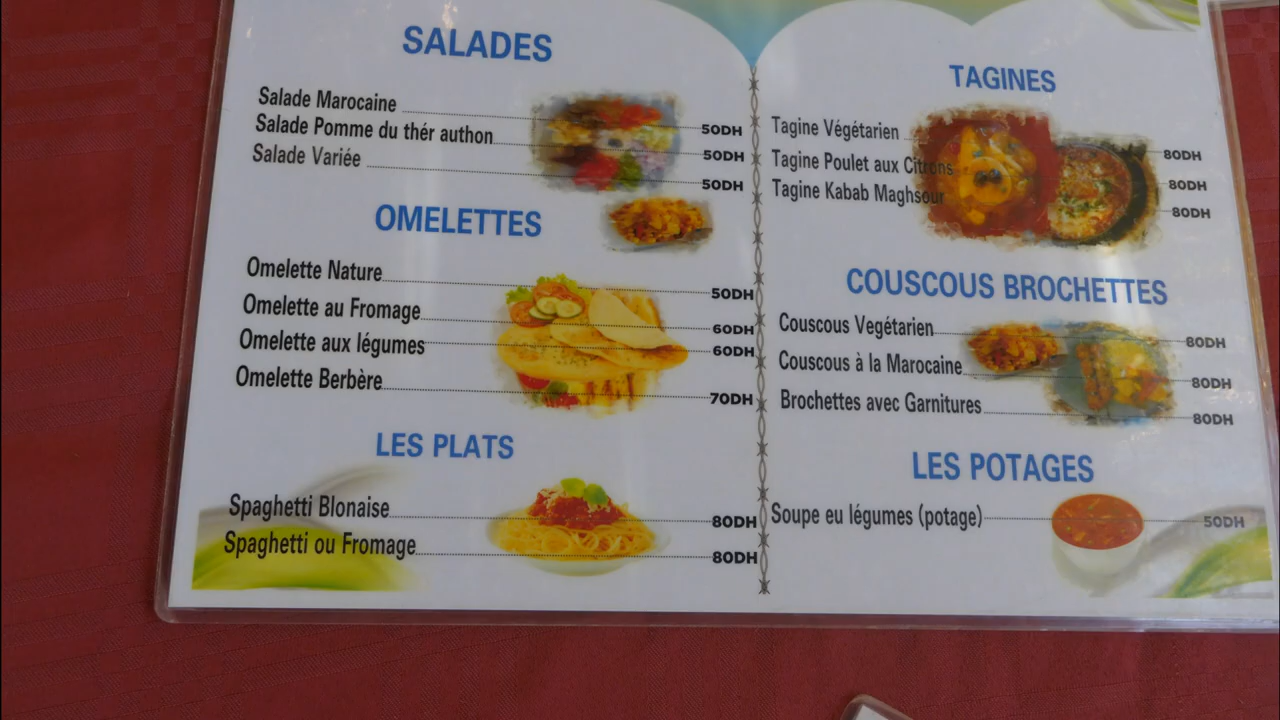 SALADES
Salade Marocaine 50DH
Salade Pomme du thér authon 50DH
Salade Variée 50DH
OMELETTES
Omelette Nature 50DH
Omelette au Fromage 60DH
Omelette aux légumes 60DH
Omelette Berbère 70DH
LES PLATS
Spaghetti Blonaise 80DH
Spaghetti ou Fromage 80DH
TAGINES
Tagine Végétarien 80DH
Tagine Poulet aux Citrons 80DH
Tagine Kabab Maghsour 80DH
COUSCOUS BROCHETTES
Couscous Vegétarien 80DH
Couscous à la Marocaine 80DH
Brochettes avec Garnitures 80DH
LES POTAGES
Soupe eu légumes (potage) 50DH